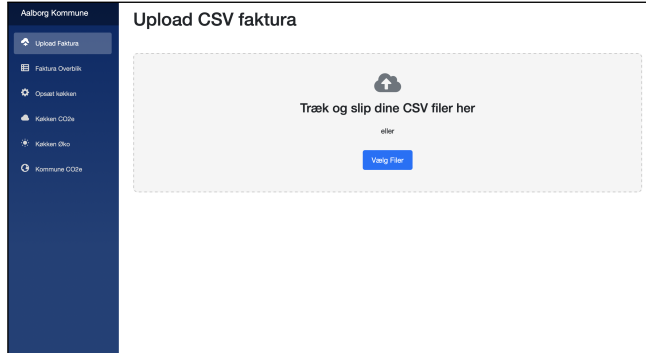 Aalborg Kommune
Upload Faktura
Faktura Overblik
Opsæt køkken
Køkken CO2e
Køkken Øko
Kommune CO2e
Upload CSV faktura
Træk og slip dine CSV filer her
eller
Vælg Filer